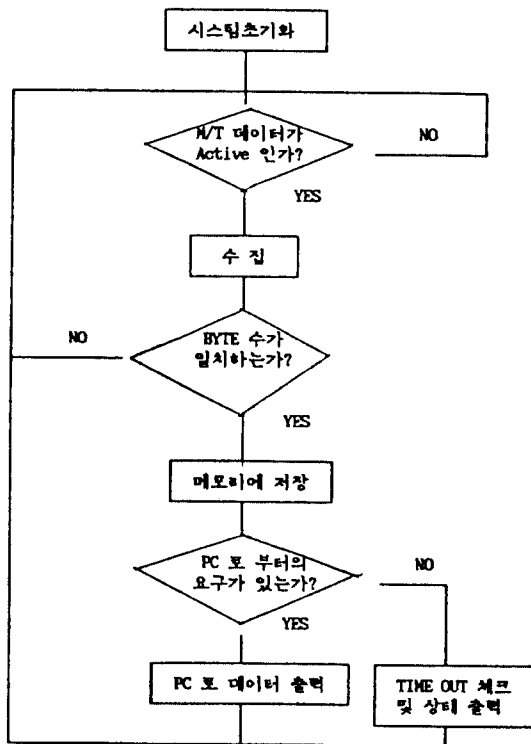 시스팀초기화
M/T 데이터가
Active 인가?
NO
YES
수 집
BYTE 수가
일치하는가?
NO
YES
메모리에 저장
PC 로 부터의
요구가 있는가?
NO
YES
PC 로 데이터 출력
TIME OUT 체크
및 상태 출력